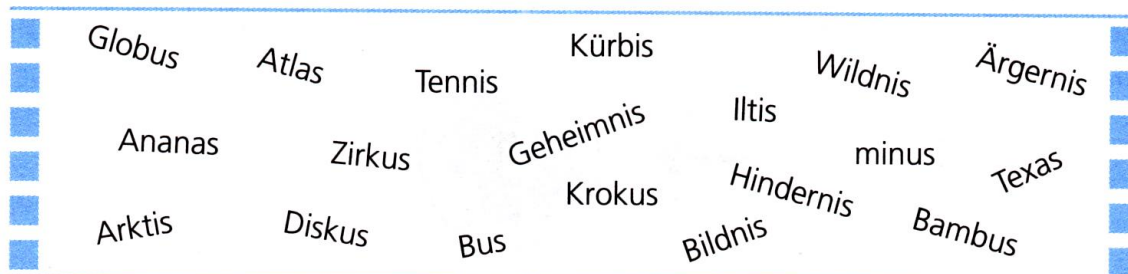 Globus
Atlas
Tennis
Kürbis
Wildnis
Ärgernis
Ananas
Zirkus
Geheimnis
Iltis
minus
Texas
Krokus
Hindernis
Arktis
Diskus
Bus
Bildnis
Bambus